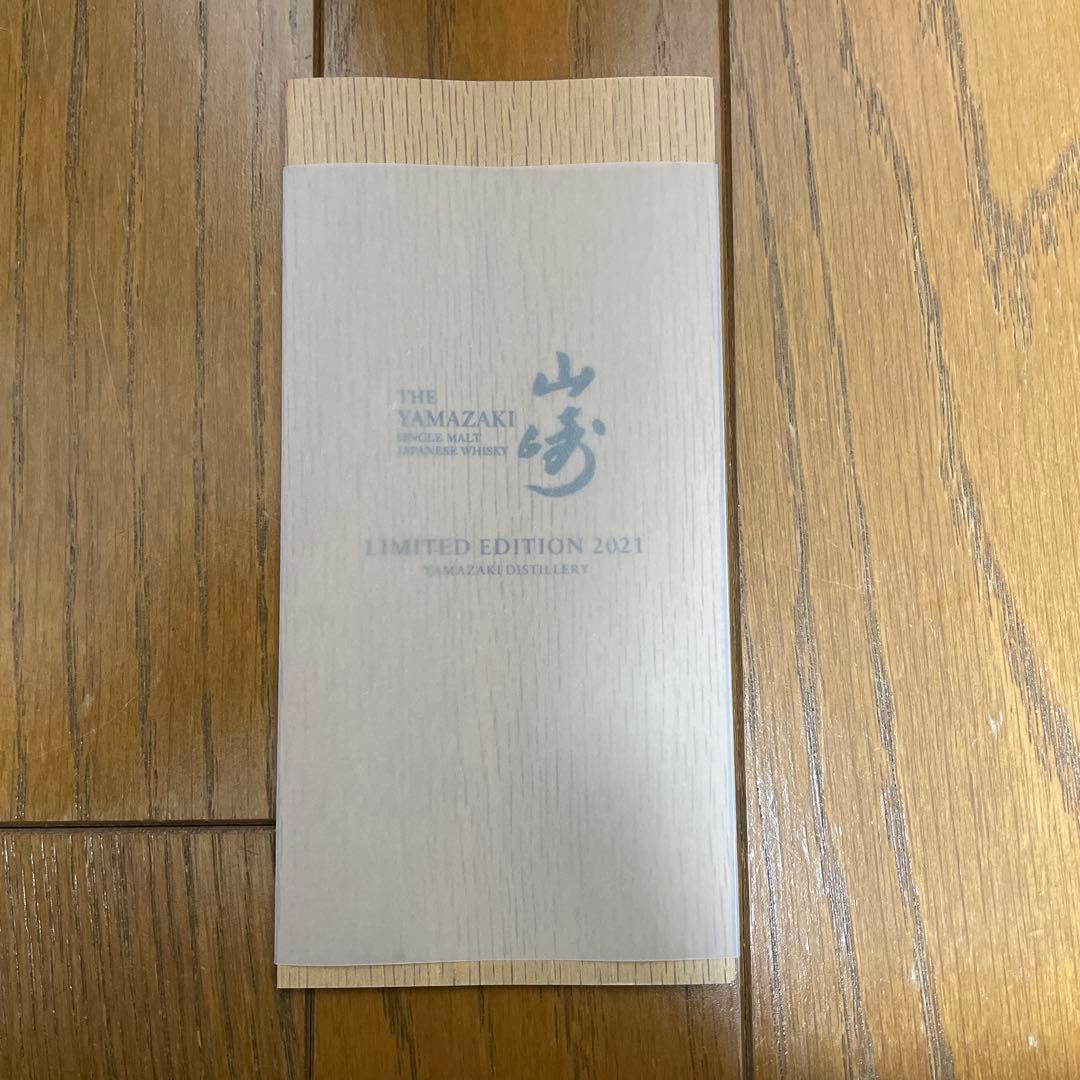 THE
YAMAZAKI
SINGLE MALT
JAPANESE WHISKY
山崎
LIMITED EDITION 2021
YAMAZAKI DISTILLERY